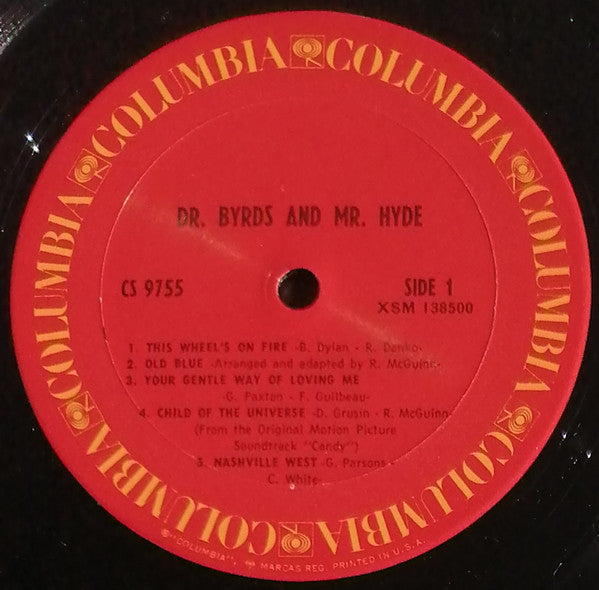 COLUMBIA COLUMBIA COLUMBIA COLUMBIA COLUMBIA COLUMBIA
DR. BYRDS AND MR. HYDE
CS 9755 SIDE 1
XSM 138500
1. THIS WHEEL'S ON FIRE -B. Dylan - R. Danko-
2. OLD BLUE -Arranged and adapted by R. McGuinn-
3. YOUR GENTLE WAY OF LOVING ME
-G. Paxton - F. Guilbeau-
4. CHILD OF THE UNIVERSE -D. Grusin - R. McGuinn-
(From the Original Motion Picture
Soundtrack "Candy")
5. NASHVILLE WEST -G. Parsons -
C. White-
®"COLUMBIA", MARCAS REG. PRINTED IN U.S.A.